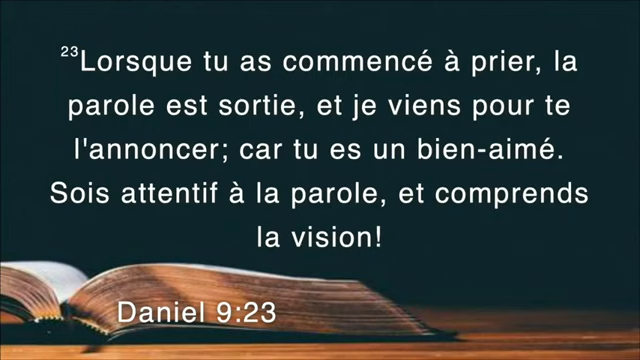 ²³Lorsque tu as commencé à prier, la
parole est sortie, et je viens pour te
l'annoncer; car tu es un bien-aimé.
Sois attentif à la parole, et comprends
la vision!
Daniel 9:23